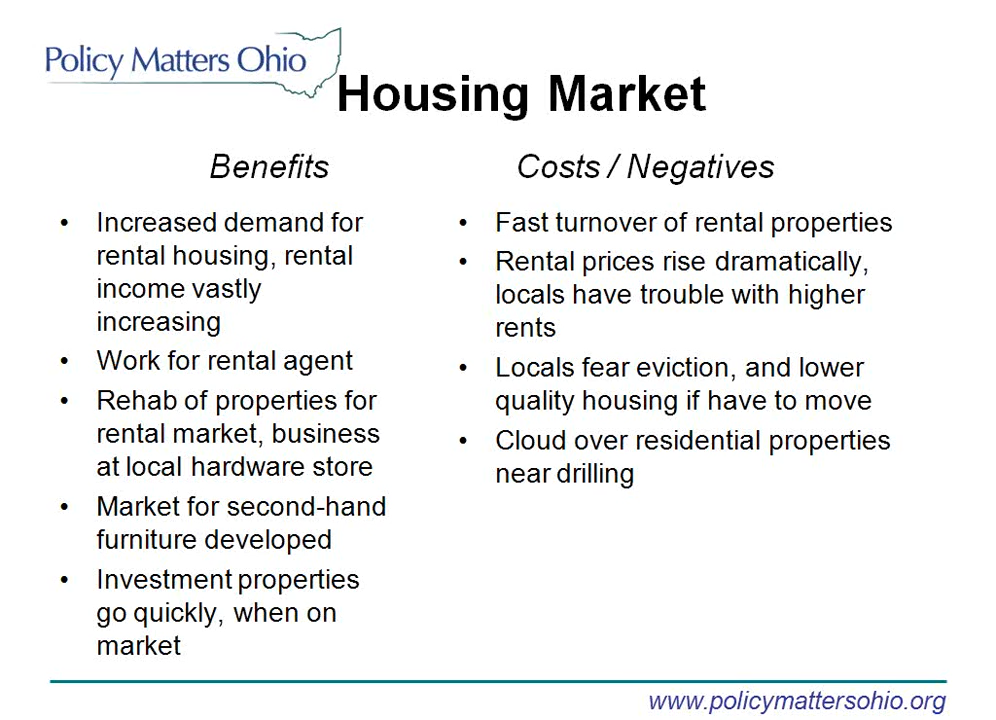 Policy Matters Ohio
Housing Market
Benefits
• Increased demand for
rental housing, rental
income vastly
increasing
• Work for rental agent
• Rehab of properties for
rental market, business
at local hardware store
• Market for second-hand
furniture developed
• Investment properties
go quickly, when on
market
Costs / Negatives
• Fast turnover of rental properties
• Rental prices rise dramatically,
locals have trouble with higher
rents
• Locals fear eviction, and lower
quality housing if have to move
• Cloud over residential properties
near drilling
www.policymattersohio.org